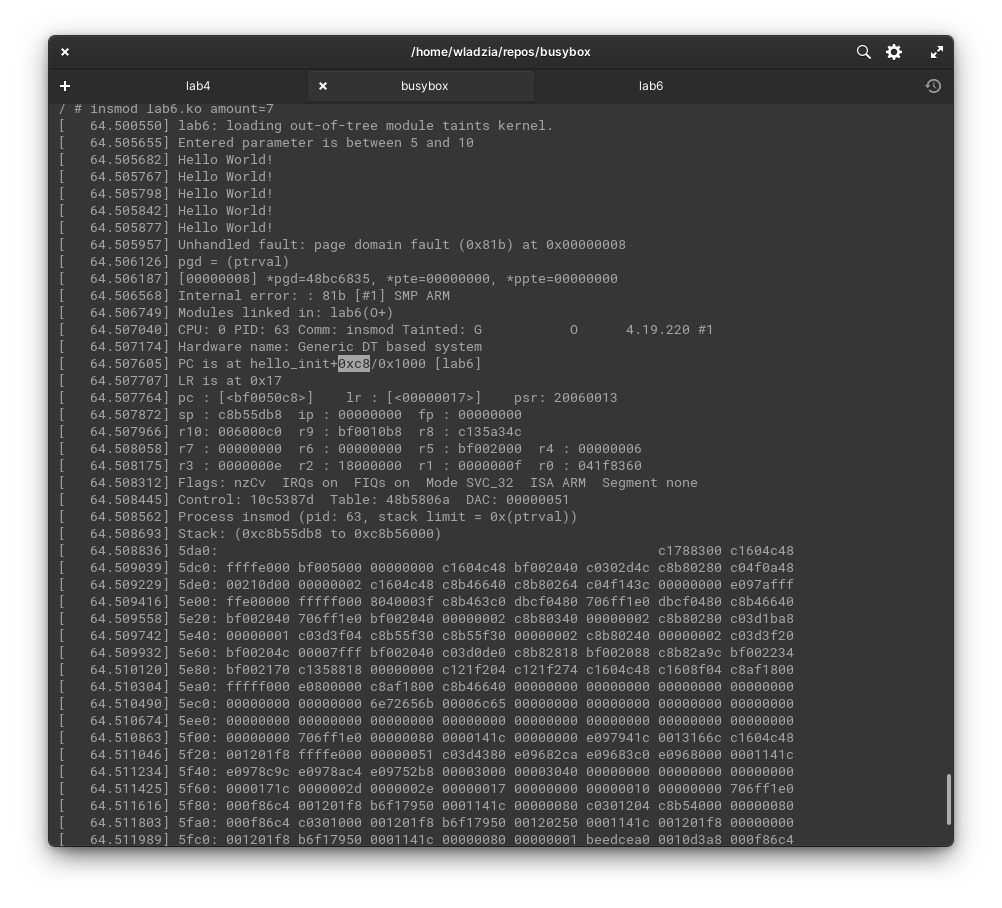 /home/wladzia/repos/busybox
lab4 busybox lab6
/ # insmod lab6.ko amount=7
[   64.500550] lab6: loading out-of-tree module taints kernel.
[   64.505655] Entered parameter is between 5 and 10
[   64.505682] Hello World!
[   64.505767] Hello World!
[   64.505798] Hello World!
[   64.505842] Hello World!
[   64.505877] Hello World!
[   64.505957] Unhandled fault: page domain fault (0x81b) at 0x00000008
[   64.506126] pgd = (ptrval)
[   64.506187] [00000008] *pgd=48bc6835, *pte=00000000, *ppte=00000000
[   64.506568] Internal error: : 81b [#1] SMP ARM
[   64.506749] Modules linked in: lab6(O+)
[   64.507040] CPU: 0 PID: 63 Comm: insmod Tainted: G           O      4.19.220 #1
[   64.507174] Hardware name: Generic DT based system
[   64.507605] PC is at hello_init+0xc8/0x1000 [lab6]
[   64.507707] LR is at 0x17
[   64.507764] pc : [<bf0050c8>]    lr : [<00000017>]    psr: 20060013
[   64.507872] sp : c8b55db8  ip : 00000000  fp : 00000000
[   64.507966] r10: 006000c0  r9 : bf0010b8  r8 : c135a34c
[   64.508058] r7 : 00000000  r6 : 00000000  r5 : bf002000  r4 : 00000006
[   64.508175] r3 : 0000000e  r2 : 18000000  r1 : 0000000f  r0 : 041f8360
[   64.508312] Flags: nzCv  IRQs on  FIQs on  Mode SVC_32  ISA ARM  Segment none
[   64.508445] Control: 10c5387d  Table: 48b5806a  DAC: 00000051
[   64.508562] Process insmod (pid: 63, stack limit = 0x(ptrval))
[   64.508693] Stack: (0xc8b55db8 to 0xc8b56000)
[   64.508836] 5da0:                                                       c1788300 c1604c48
[   64.509039] 5dc0: ffffe000 bf005000 00000000 c1604c48 bf002040 c0302d4c c8b80280 c04f0a48
[   64.509229] 5de0: 00210d00 00000002 c1604c48 c8b46640 c8b80264 c04f143c 00000000 e097afff
[   64.509416] 5e00: ffe00000 fffff000 8040003f c8b463c0 dbcf0480 706ff1e0 dbcf0480 c8b46640
[   64.509558] 5e20: bf002040 706ff1e0 bf002040 00000002 c8b80340 00000002 c8b80280 c03d1ba8
[   64.509742] 5e40: 00000001 c03d3f04 c8b55f30 c8b55f30 00000002 c8b80240 00000002 c03d3f20
[   64.509932] 5e60: bf00204c 00007fff bf002040 c03d0de0 c8b82818 bf002088 c8b82a9c bf002234
[   64.510120] 5e80: bf002170 c1358818 00000000 c121f204 c121f274 c1604c48 c1608f04 c8af1800
[   64.510304] 5ea0: fffff000 e0800000 c8af1800 c8b46640 00000000 00000000 00000000 00000000
[   64.510490] 5ec0: 00000000 00000000 6e72656b 00006c65 00000000 00000000 00000000 00000000
[   64.510674] 5ee0: 00000000 00000000 00000000 00000000 00000000 00000000 00000000 00000000
[   64.510863] 5f00: 00000000 706ff1e0 00000080 0000141c 00000000 e097941c 0013166c c1604c48
[   64.511046] 5f20: 001201f8 ffffe000 00000051 c03d4380 e09682ca e09683c0 e0968000 0001141c
[   64.511234] 5f40: e0978c9c e0978ac4 e09752b8 00003000 00003040 00000000 00000000 00000000
[   64.511425] 5f60: 0000171c 0000002d 0000002e 00000017 00000000 00000010 00000000 706ff1e0
[   64.511616] 5f80: 000f86c4 001201f8 b6f17950 0001141c 00000080 c0301204 c8b54000 00000080
[   64.511803] 5fa0: 000f86c4 c0301000 001201f8 b6f17950 00120250 0001141c 001201f8 00000000
[   64.511989] 5fc0: 001201f8 b6f17950 0001141c 00000080 00000001 beedcea0 0010d3a8 000f86c4